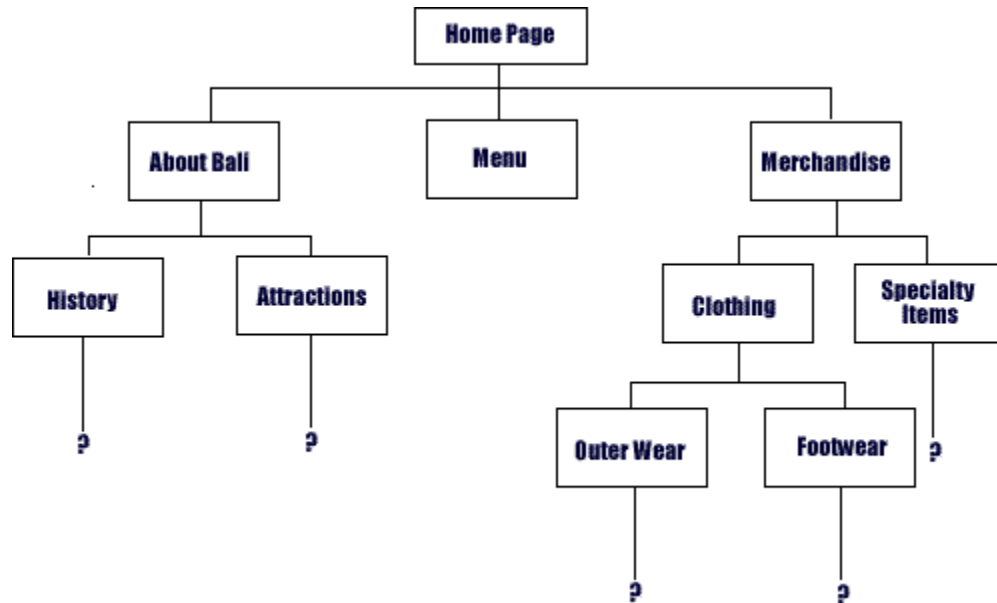 Home Page
About Bali
Menu
Merchandise
History
Attractions
Clothing
Specialty
Items
?
?
Outer Wear
Footwear
?
?
?